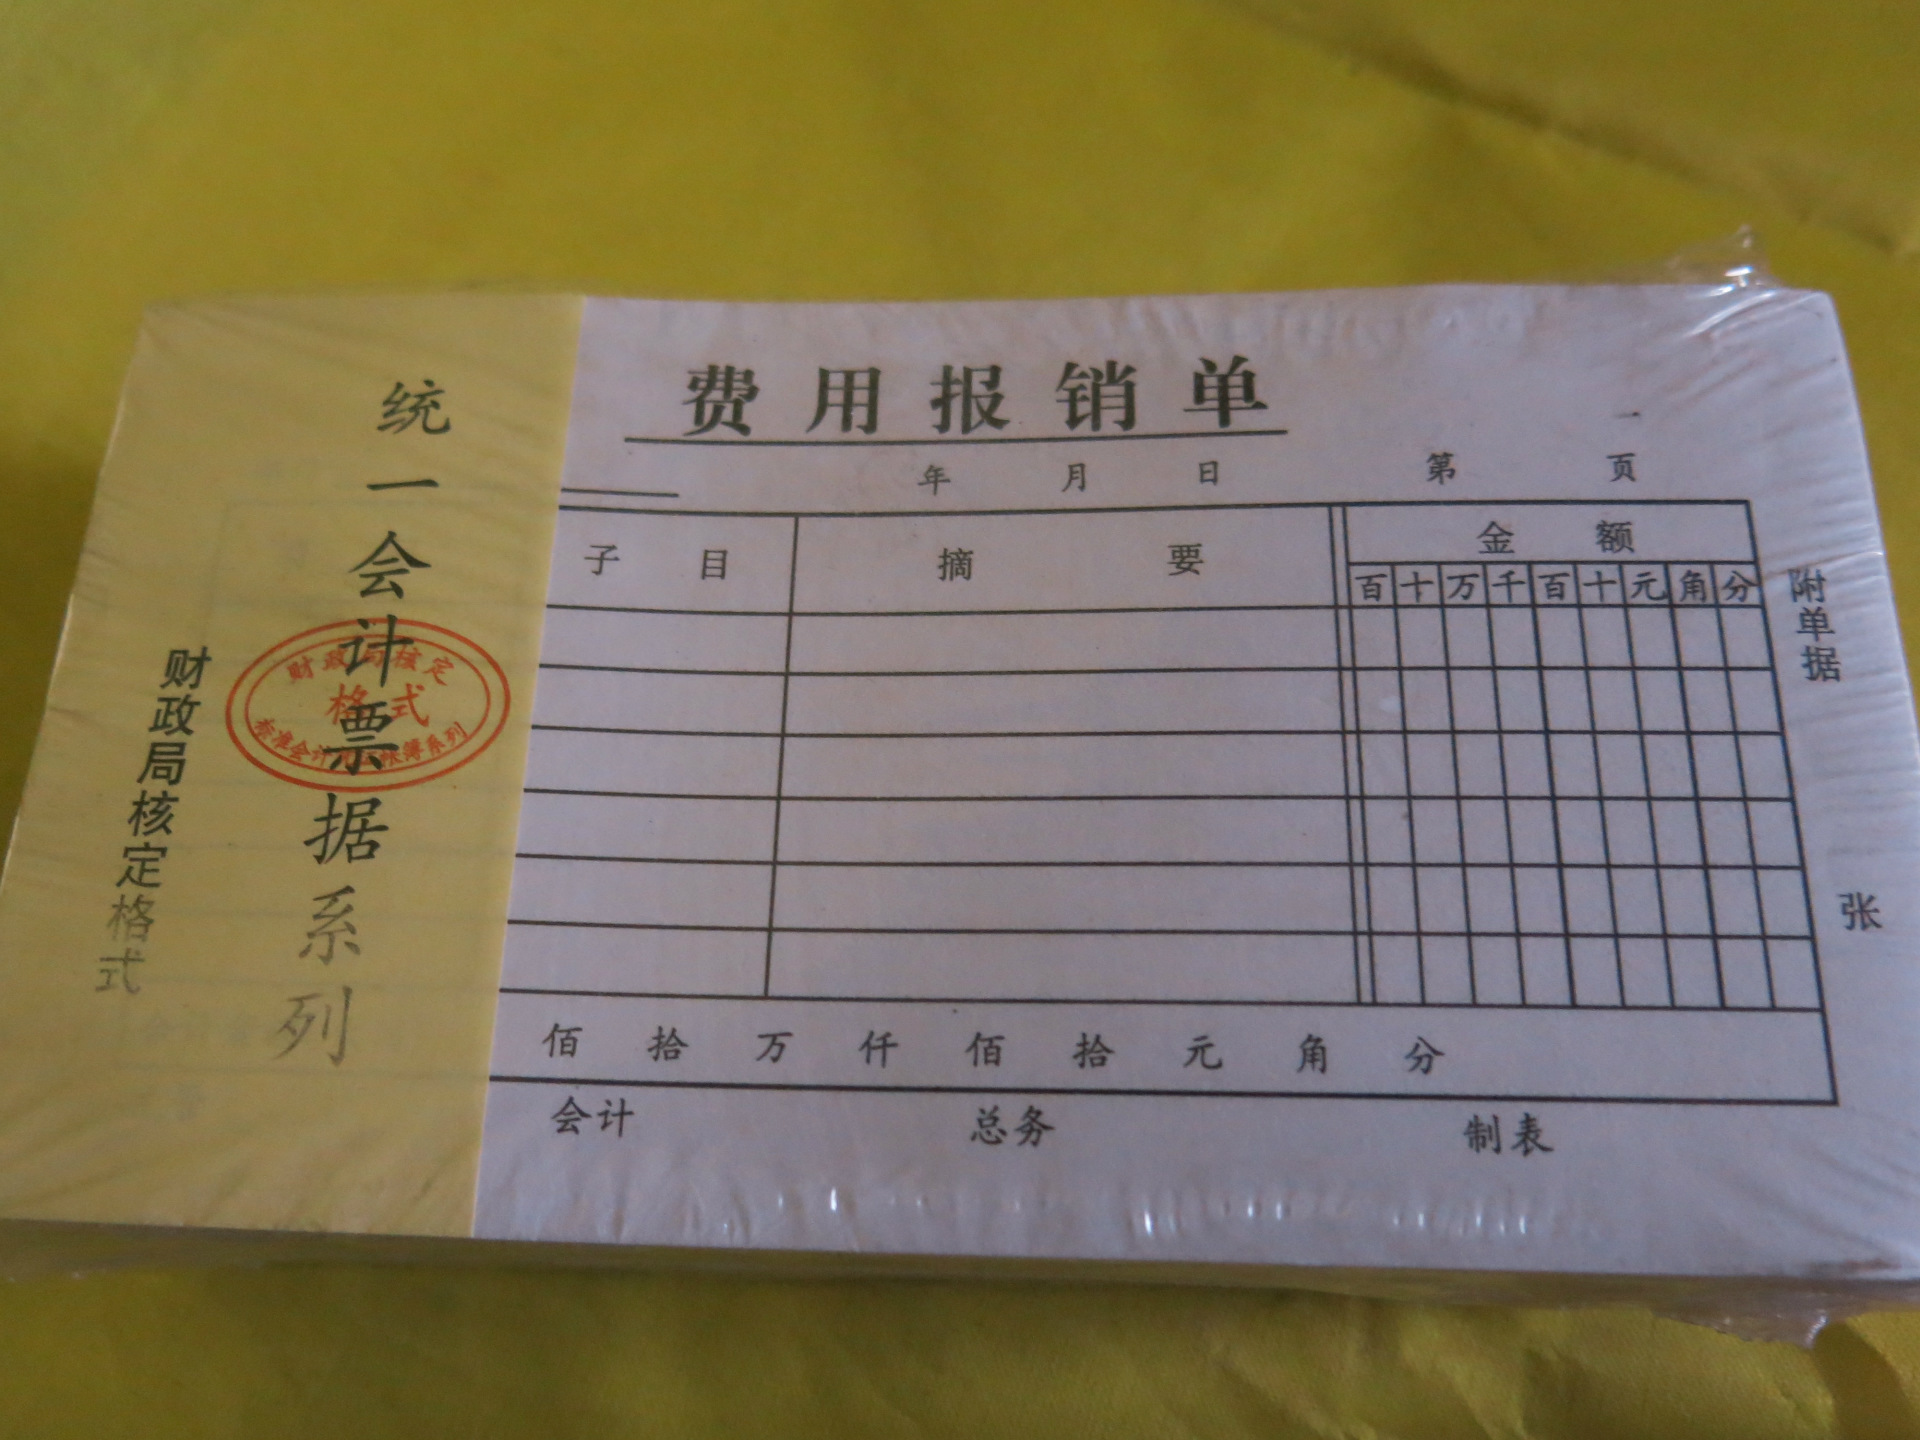 统一会计票据系列
财政局核定格式
财政局核定
格式
费用报销单
年 月 日 第 页
子目 摘要 金额
百 十 万 千 百 十 元 角 分
附单据 张
佰 拾 万 仟 佰 拾 元 角 分
会计 总务 制表